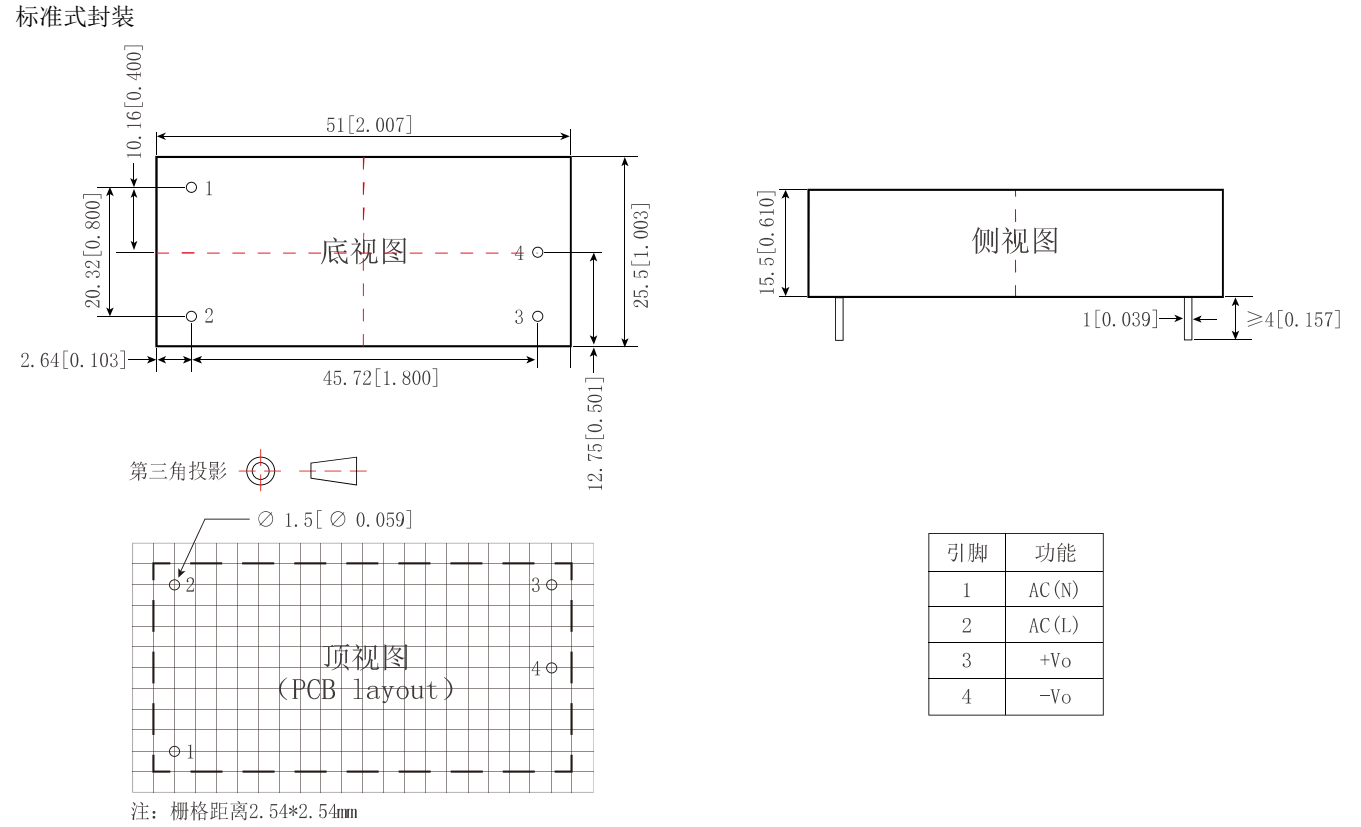 标准式封装
10.16[0.400]
51[2.007]
1
20.32[0.800]
底视图
4
25.5[1.003]
2
3
2.64[0.103]
45.72[1.800]
12.75[0.501]
15.5[0.610]
侧视图
1[0.039]
≥4[0.157]
第三角投影
∅ 1.5[ ∅ 0.059]
2
3
顶视图
4
(PCB layout)
1
注: 栅格距离2.54*2.54mm
引脚 功能
1 AC(N)
2 AC(L)
3 +Vo
4 -Vo